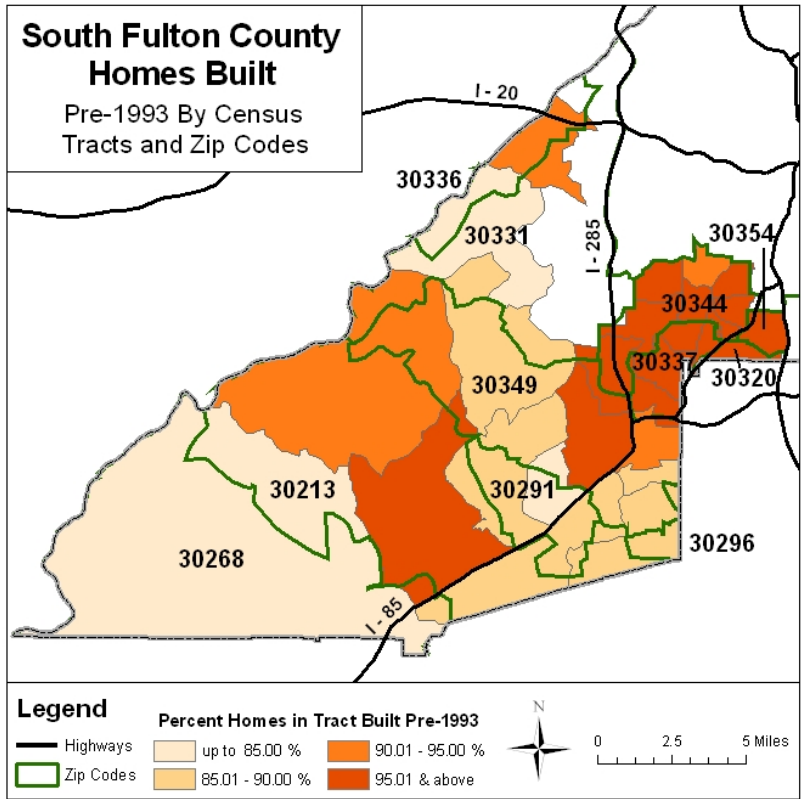 South Fulton County
Homes Built
Pre-1993 By Census
Tracts and Zip Codes
I - 20
30336
30331
I - 285
30354
30344
30337
30320
30349
30213
30291
30268
30296
I - 85
Legend
Highways
Zip Codes
Percent Homes in Tract Built Pre-1993
up to 85.00 %
85.01 - 90.00 %
90.01 - 95.00 %
95.01 & above
N
0 2.5 5 Miles